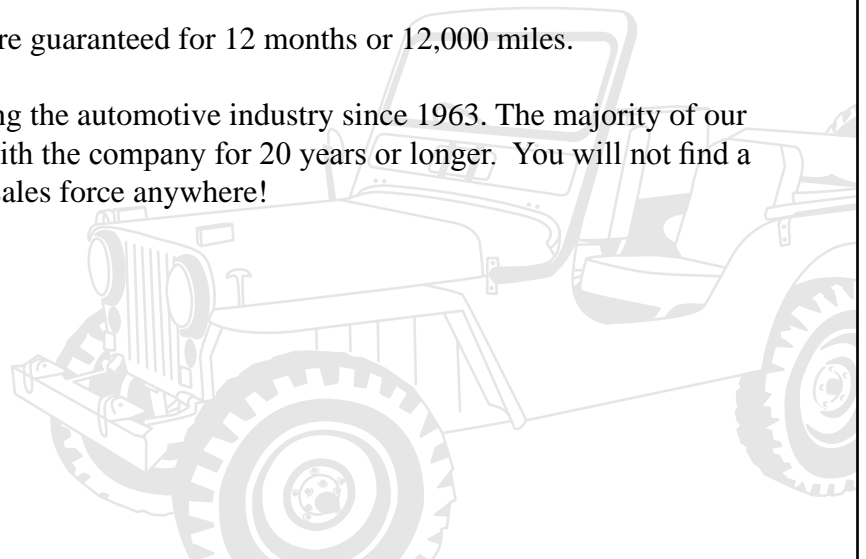 re guaranteed for 12 months or 12,000 miles.
ng the automotive industry since 1963. The majority of our
ith the company for 20 years or longer. You will not find a
sales force anywhere!